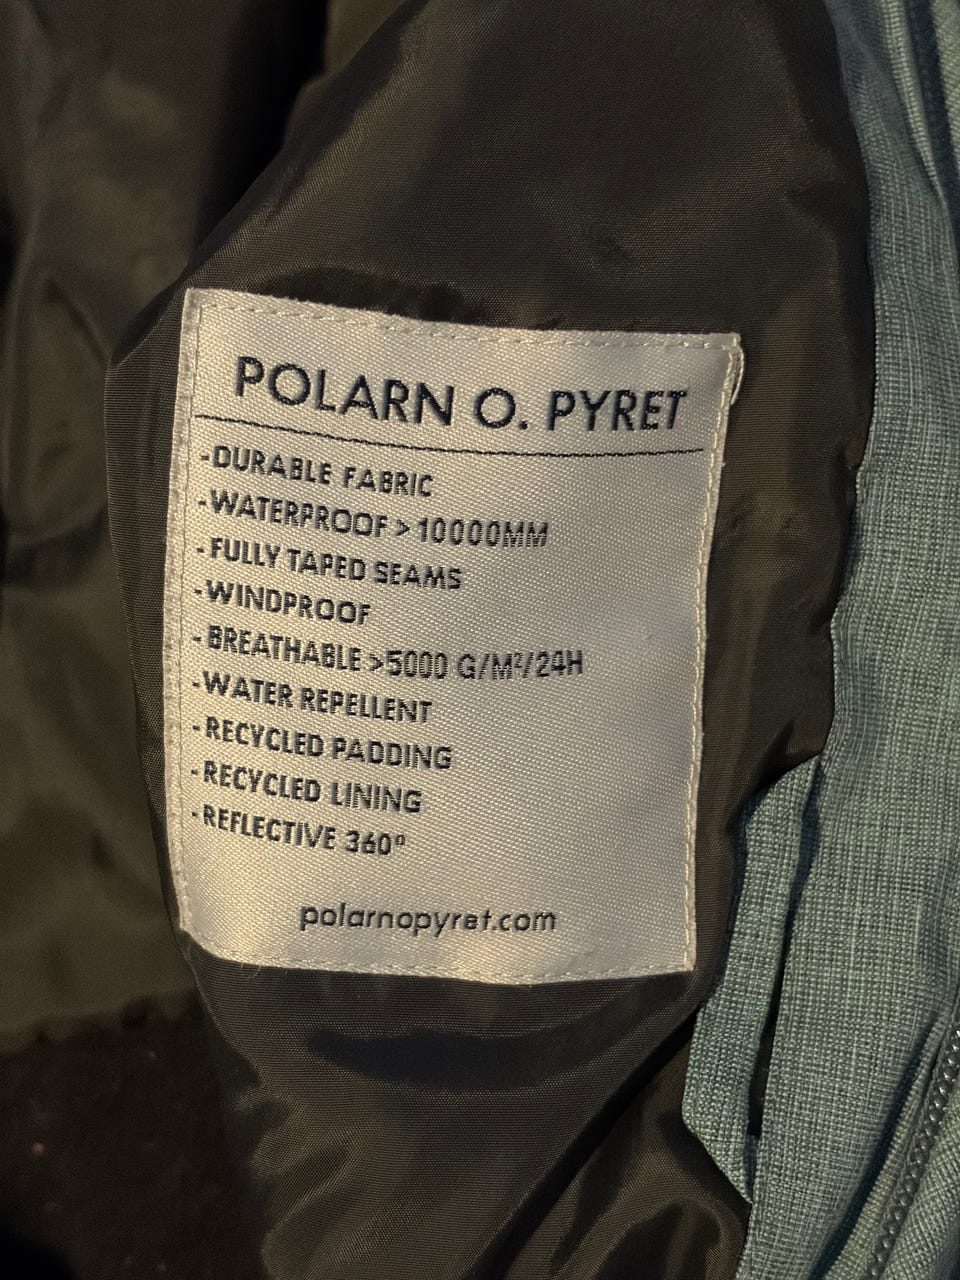 POLARN O. PYRET
-DURABLE FABRIC
-WATERPROOF > 10000MM
-FULLY TAPED SEAMS
-WINDPROOF
-BREATHABLE >5000 G/M²/24H
-WATER REPELLENT
-RECYCLED PADDING
-RECYCLED LINING
-REFLECTIVE 360°
polarnopyret.com